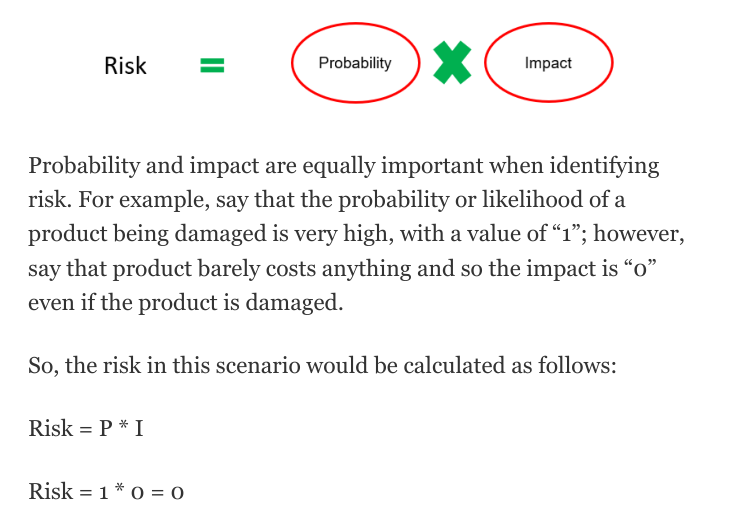 Risk = Probability ✖ Impact
Probability and impact are equally important when identifying
risk. For example, say that the probability or likelihood of a
product being damaged is very high, with a value of “1”; however,
say that product barely costs anything and so the impact is “0”
even if the product is damaged.
So, the risk in this scenario would be calculated as follows:
Risk = P * I
Risk = 1 * 0 = 0